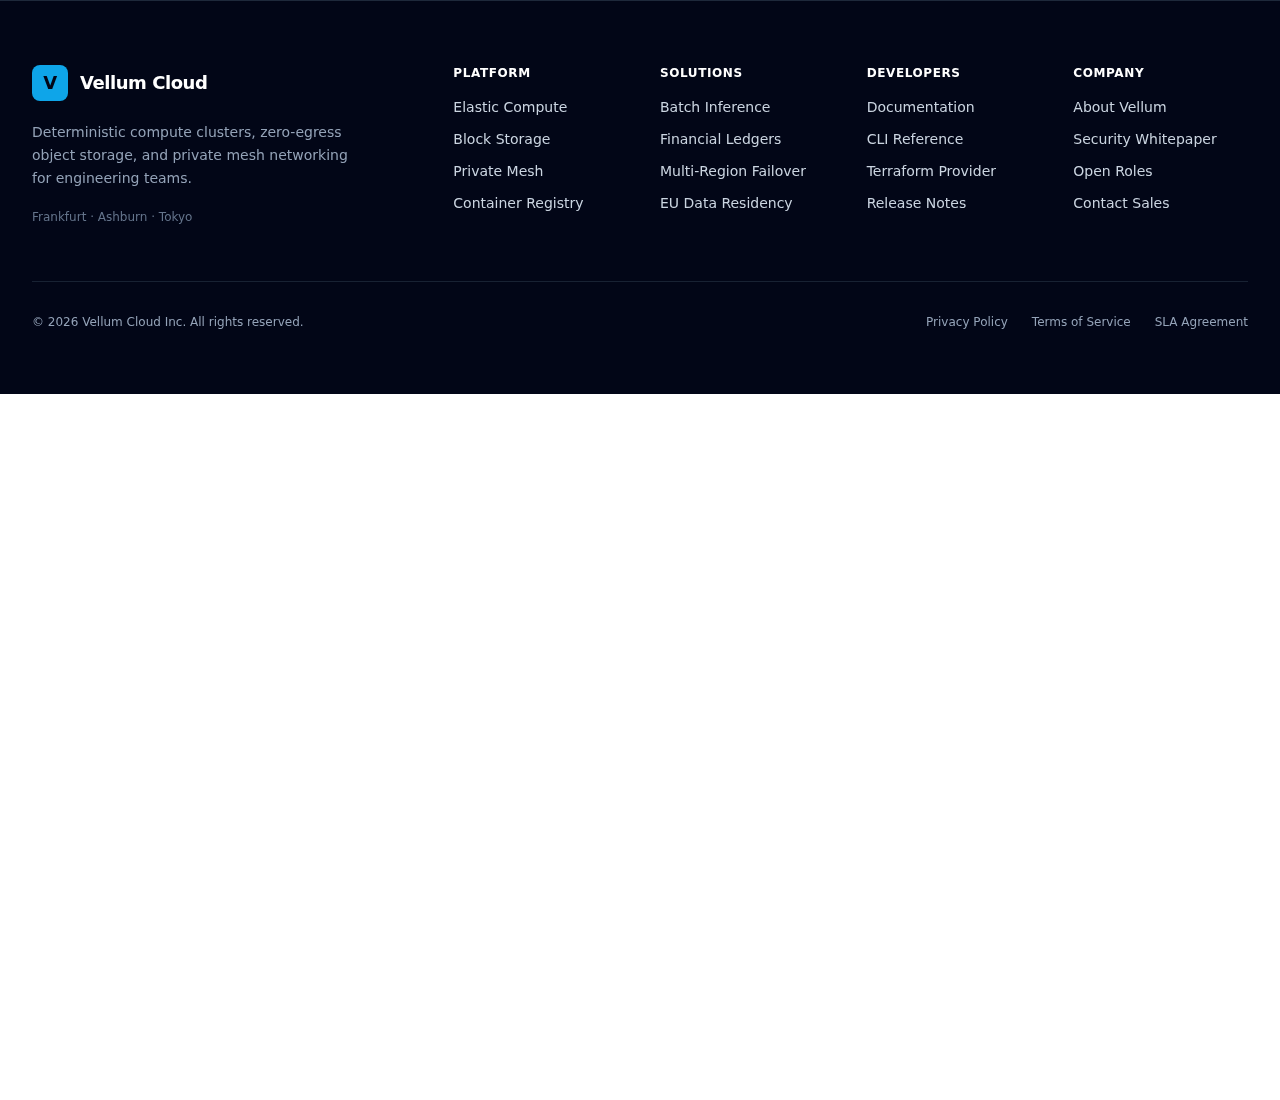 V
Vellum Cloud
Deterministic compute clusters, zero-egress
object storage, and private mesh networking
for engineering teams.
Frankfurt · Ashburn · Tokyo
PLATFORM
Elastic Compute
Block Storage
Private Mesh
Container Registry
SOLUTIONS
Batch Inference
Financial Ledgers
Multi-Region Failover
EU Data Residency
DEVELOPERS
Documentation
CLI Reference
Terraform Provider
Release Notes
COMPANY
About Vellum
Security Whitepaper
Open Roles
Contact Sales
© 2026 Vellum Cloud Inc. All rights reserved.
Privacy Policy
Terms of Service
SLA Agreement